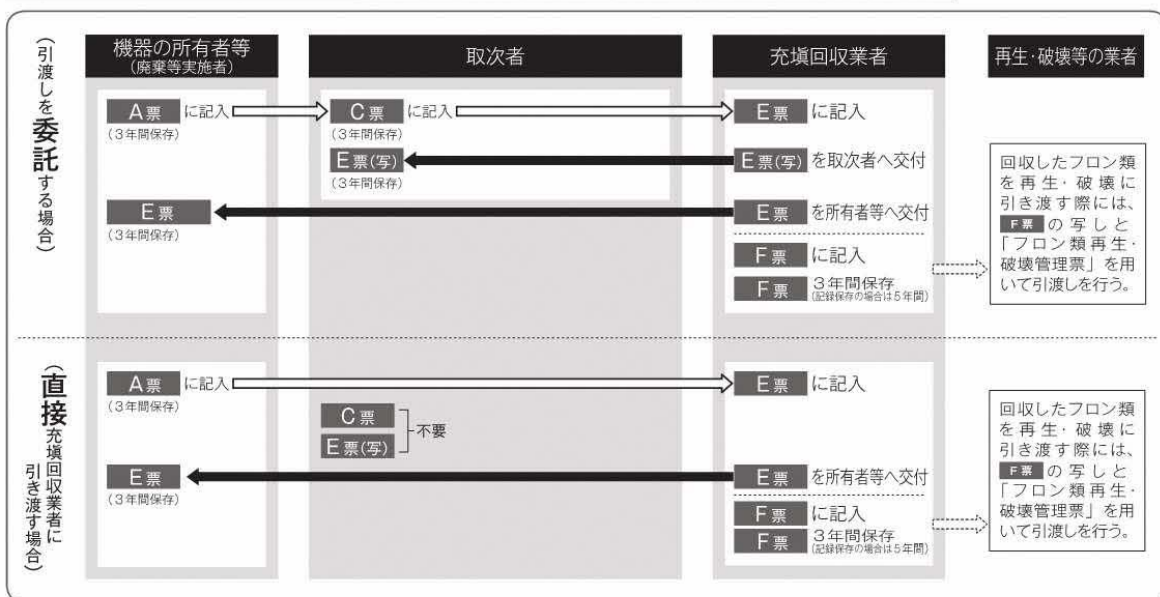 機器の所有者等
(廃棄等実施者)
取次者
充塡回収業者
再生・破壊等の業者
(引渡しを委託する場合)
A票 に記入
(3年間保存)
C票 に記入
(3年間保存)
E票 に記入
E票(写)
(3年間保存)
E票(写) を取次者へ交付
E票
(3年間保存)
E票 を所有者等へ交付
F票 に記入
F票 3年間保存
(記録保存の場合は5年間)
回収したフロン類
を再生・破壊に
引き渡す際には、
F票 の写しと
「フロン類再生・
破壊管理票」を用
いて引渡しを行う。
(直接充塡回収業者に
引き渡す場合)
A票 に記入
(3年間保存)
E票 に記入
C票
E票(写)
不要
E票
(3年間保存)
E票 を所有者等へ交付
F票 に記入
F票 3年間保存
(記録保存の場合は5年間)
回収したフロン類
を再生・破壊に
引き渡す際には、
F票 の写しと
「フロン類再生・
破壊管理票」を用
いて引渡しを行う。